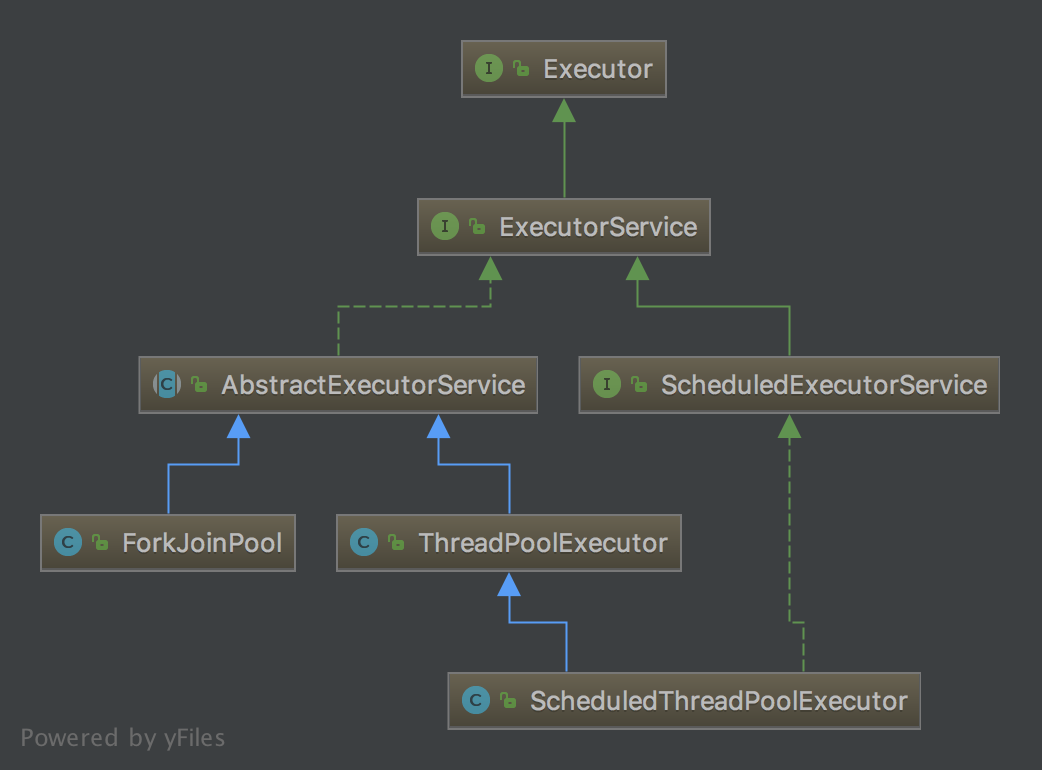 I Executor
I ExecutorService
C AbstractExecutorService
I ScheduledExecutorService
C ForkJoinPool
C ThreadPoolExecutor
C ScheduledThreadPoolExecutor
Powered by yFiles